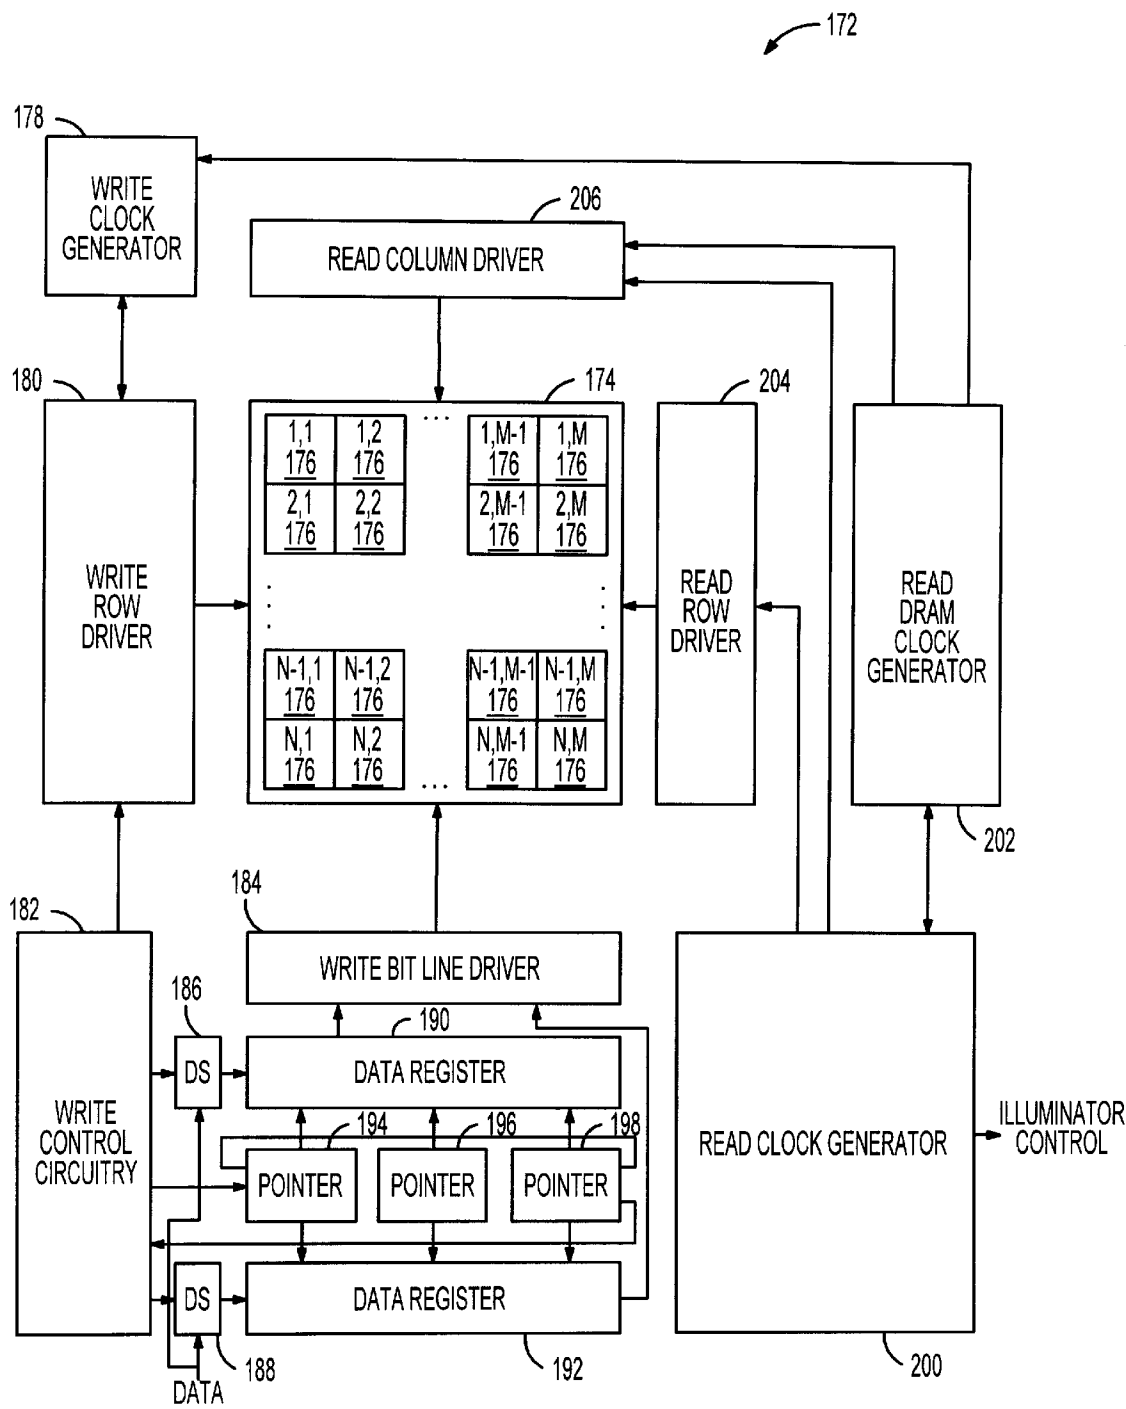 172
178
WRITE
CLOCK
GENERATOR
206
READ COLUMN DRIVER
180
WRITE
ROW
DRIVER
174
1,1 1,2 ... 1,M-1 1,M
176 176 176 176
2,1 2,2 2,M-1 2,M
176 176 176 176
N-1,1 N-1,2 N-1,M-1 N-1,M
176 176 176 176
N,1 N,2 N,M-1 N,M
176 176 ... 176 176
204
READ
ROW
DRIVER
READ
DRAM
CLOCK
GENERATOR
202
182
WRITE
CONTROL
CIRCUITRY
184
WRITE BIT LINE DRIVER
186
DS
190
DATA REGISTER
194 196 198
POINTER POINTER POINTER
DS
188
DATA REGISTER
192
DATA
READ CLOCK GENERATOR
200
ILLUMINATOR
CONTROL